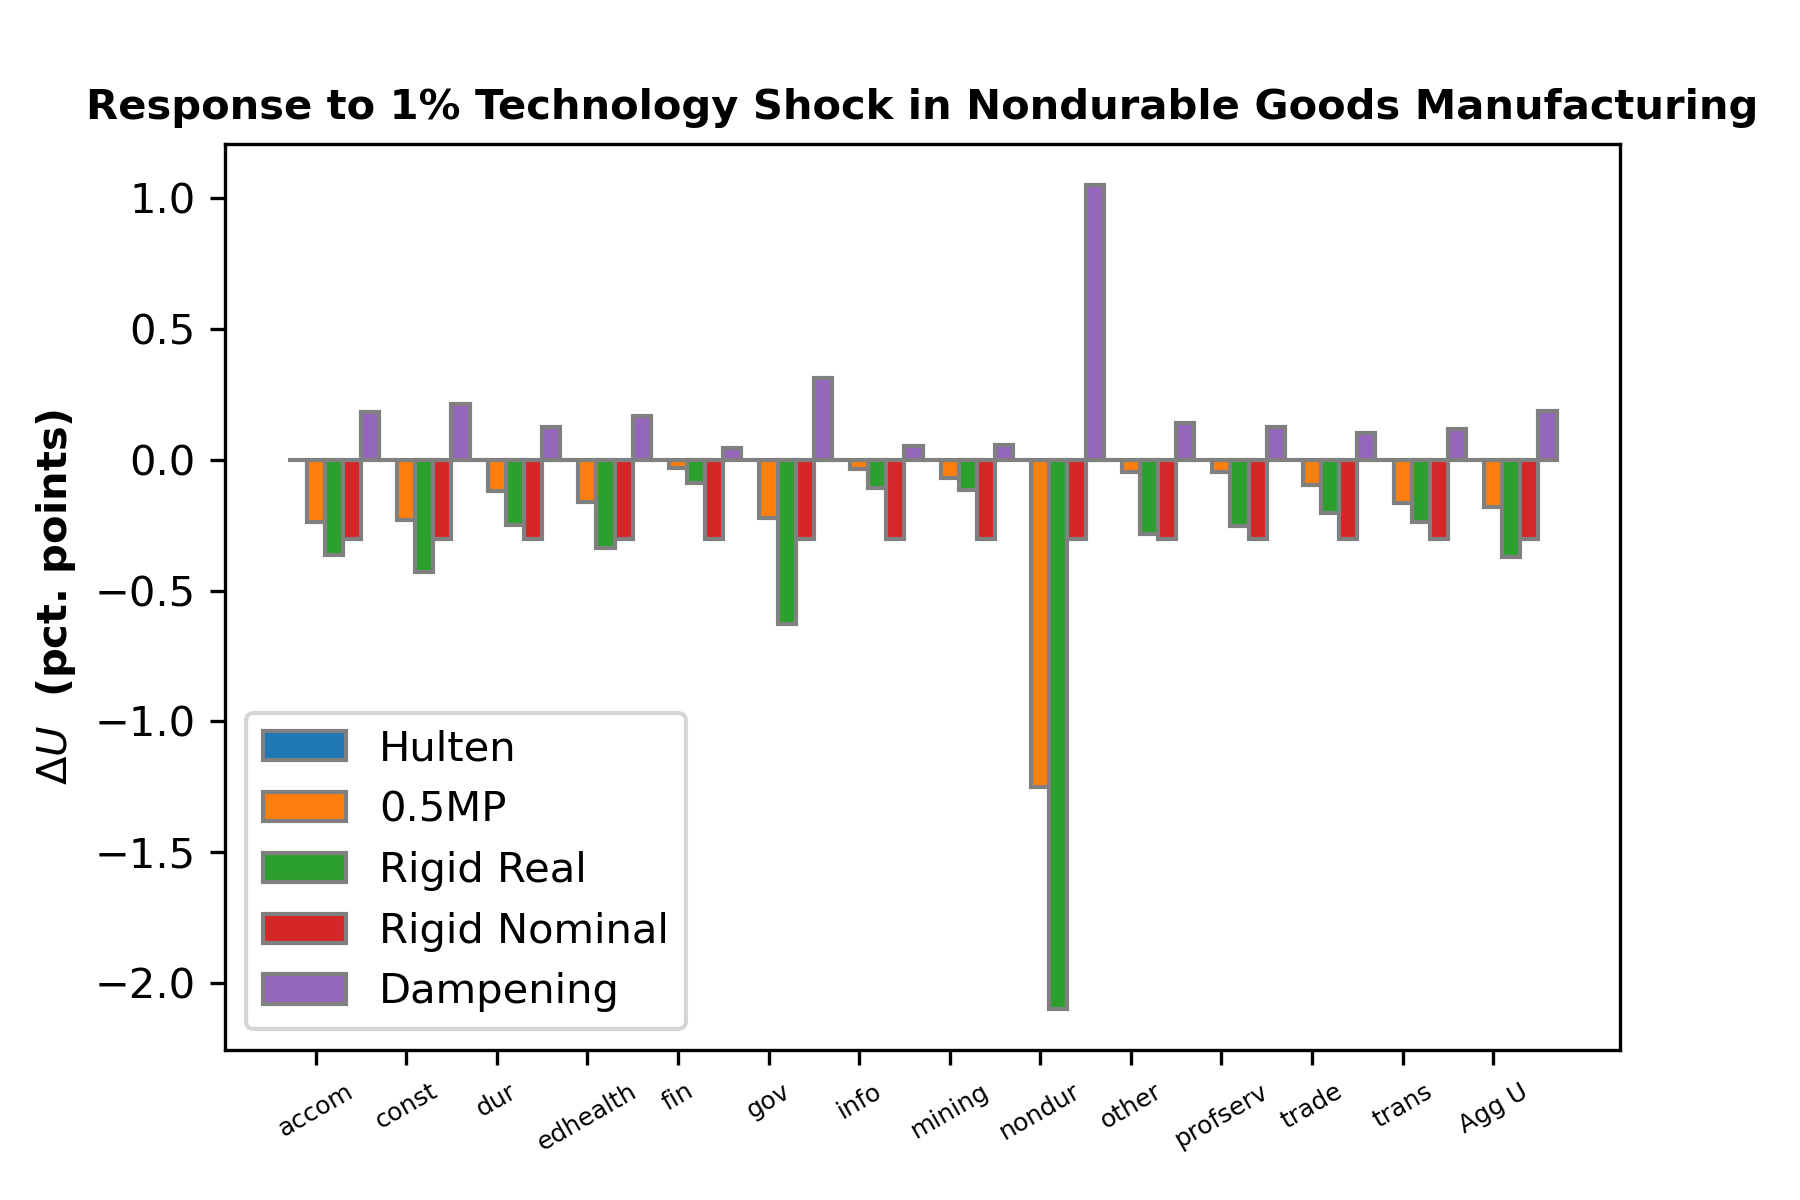 Response to 1% Technology Shock in Nondurable Goods Manufacturing
ΔU (pct. points)
1.0
0.5
0.0
−0.5
−1.0
−1.5
−2.0
Hulten
0.5MP
Rigid Real
Rigid Nominal
Dampening
accom
const
dur
edhealth
fin
gov
info
mining
nondur
other
profserv
trade
trans
Agg U